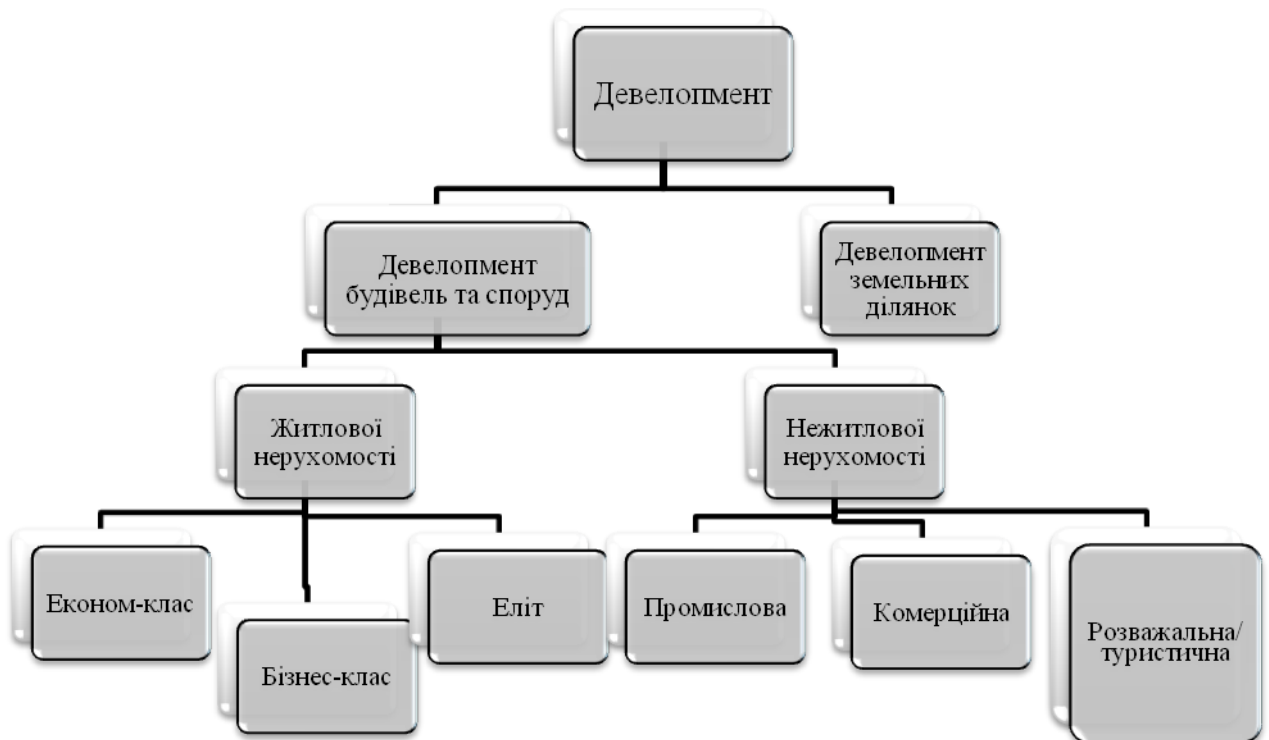 Девелопмент
Девелопмент
будівель та споруд
Девелопмент
земельних
ділянок
Житлової
нерухомості
Нежитлової
нерухомості
Економ-клас
Бізнес-клас
Еліт
Промислова
Комерційна
Розважальна/
туристична